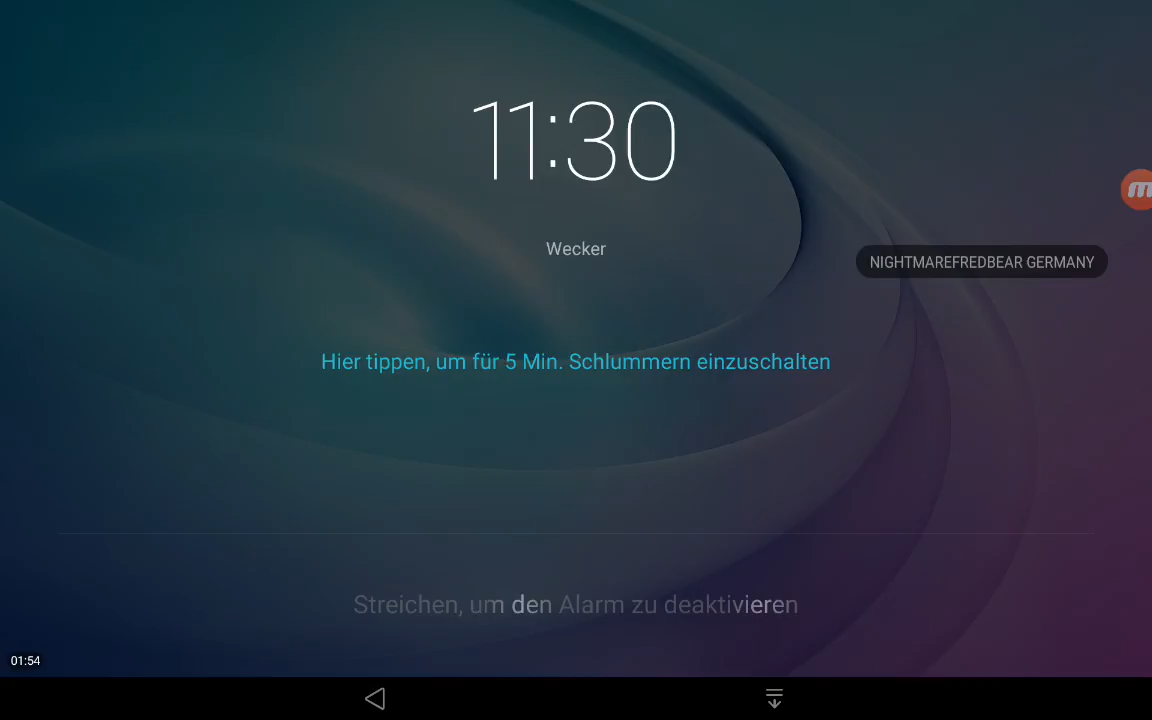 11:30
Wecker
NIGHTMAREFREDBEAR GERMANY
Hier tippen, um für 5 Min. Schlummern einzuschalten
Streichen, um den Alarm zu deaktivieren
01:54